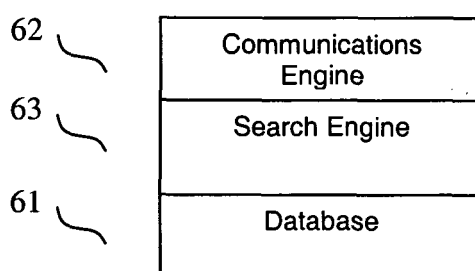 62
Communications
Engine
63
Search Engine
61
Database